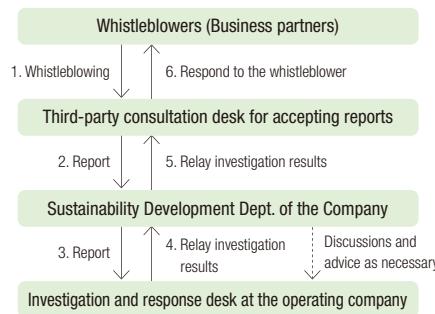 Whistleblowers (Business partners)
1. Whistleblowing
6. Respond to the whistleblower
Third-party consultation desk for accepting reports
2. Report
5. Relay investigation results
Sustainability Development Dept. of the Company
3. Report
4. Relay investigation
results
Discussions and
advice as necessary
Investigation and response desk at the operating company